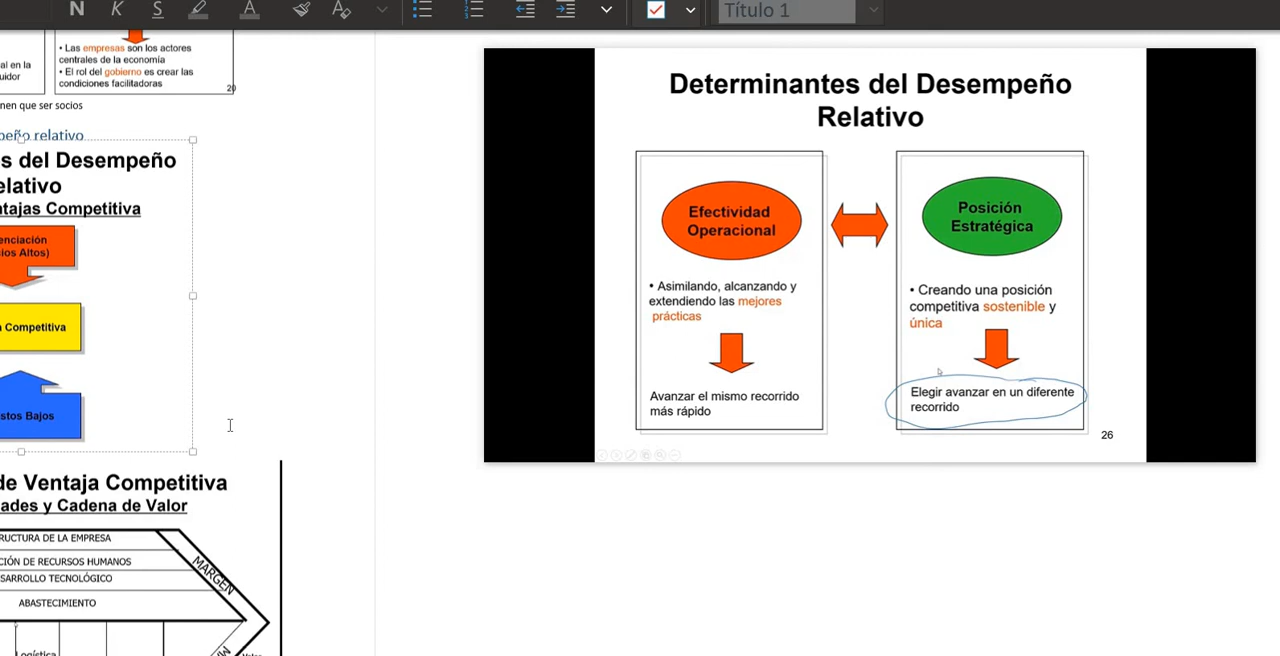 N K S A A Título 1
• Las empresas son los actores
centrales de la economía
• El rol del gobierno es crear las
condiciones facilitadoras
20
al en la
uidor
nen que ser socios
peño relativo
s del Desempeño
elativo
ntajas Competitiva
enciación
ios Altos)
Competitiva
stos Bajos
de Ventaja Competitiva
ades y Cadena de Valor
RUCTURA DE LA EMPRESA
CIÓN DE RECURSOS HUMANOS
SARROLLO TECNOLÓGICO
ABASTECIMIENTO
MARGEN
Logística
Determinantes del Desempeño
Relativo
Efectividad
Operacional
• Asimilando, alcanzando y
extendiendo las mejores
prácticas
Avanzar el mismo recorrido
más rápido
Posición
Estratégica
• Creando una posición
competitiva sostenible y
única
Elegir avanzar en un diferente
recorrido
26